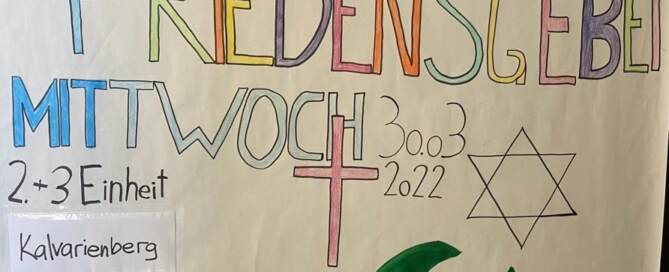 FRIEDENSGEBET
MITTWOCH 30.03
2022
2.+3 Einheit
Kalvarienberg